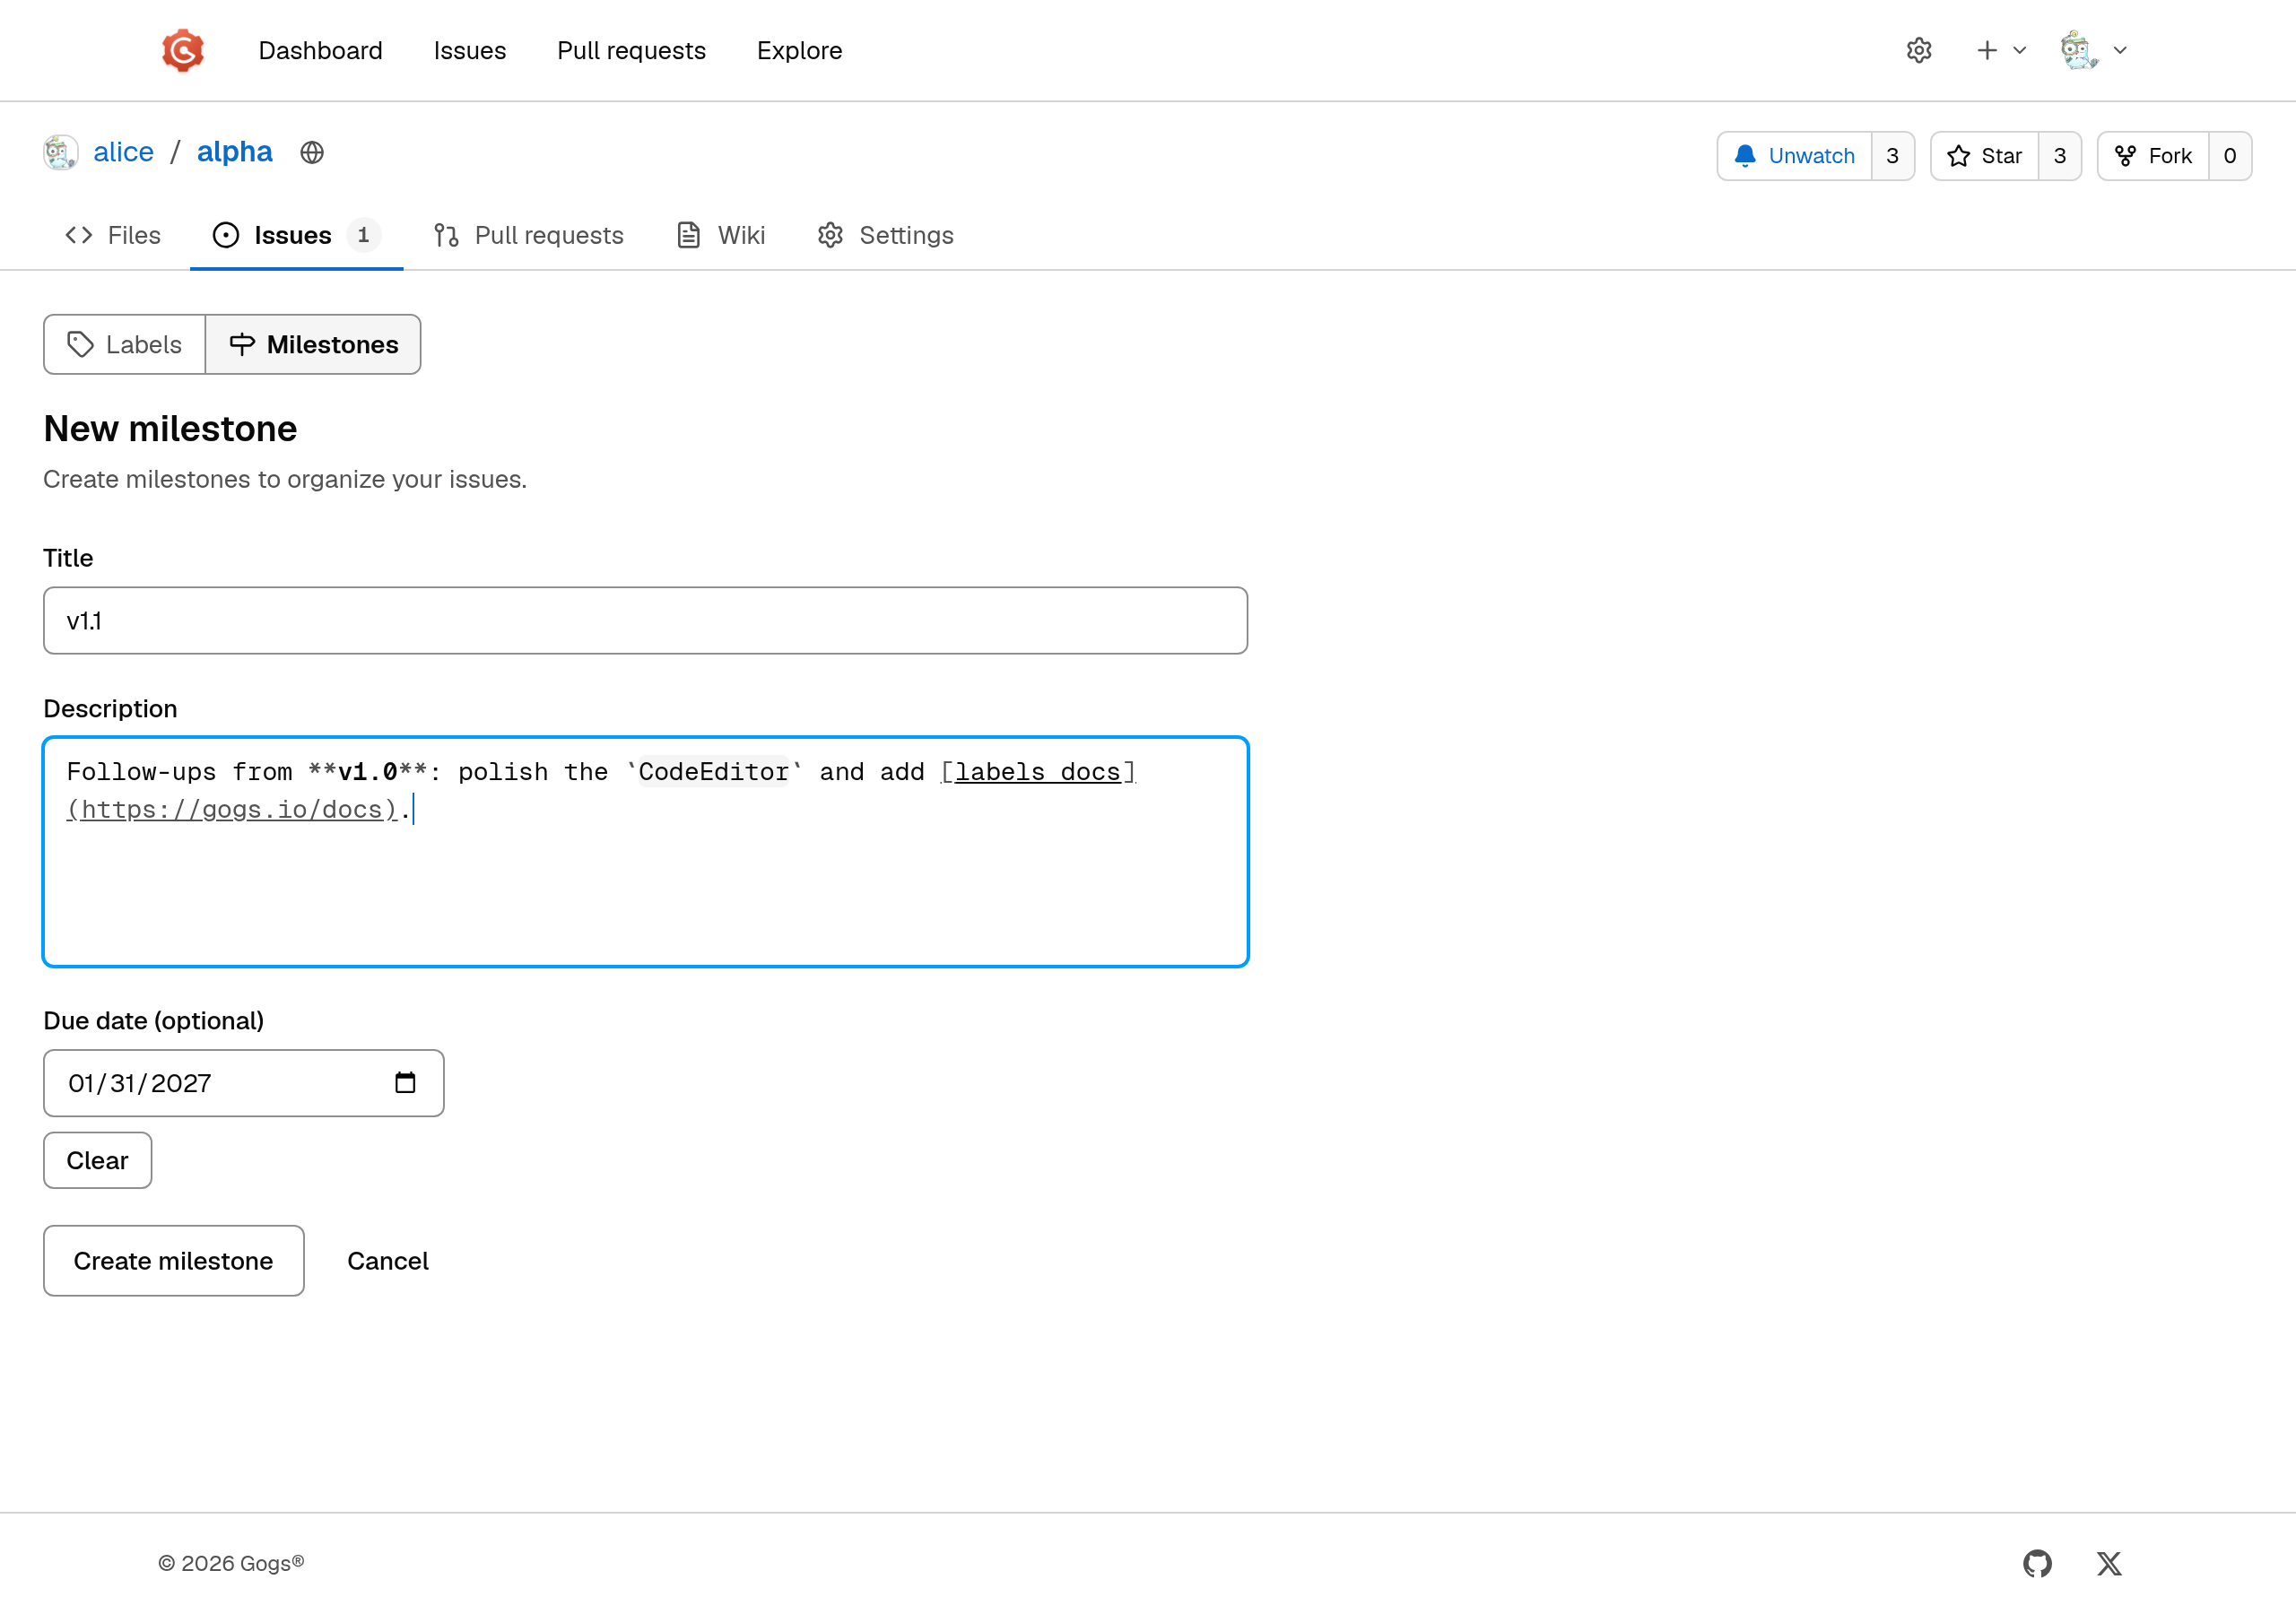 Dashboard Issues Pull requests Explore
alice / alpha
Unwatch 3 Star 3 Fork 0
Files Issues 1 Pull requests Wiki Settings
Labels Milestones
New milestone
Create milestones to organize your issues.
Title
v1.1
Description
Follow-ups from **v1.0**: polish the `CodeEditor` and add [labels docs]
(https://gogs.io/docs).
Due date (optional)
01/31/2027
Clear
Create milestone Cancel
© 2026 Gogs®